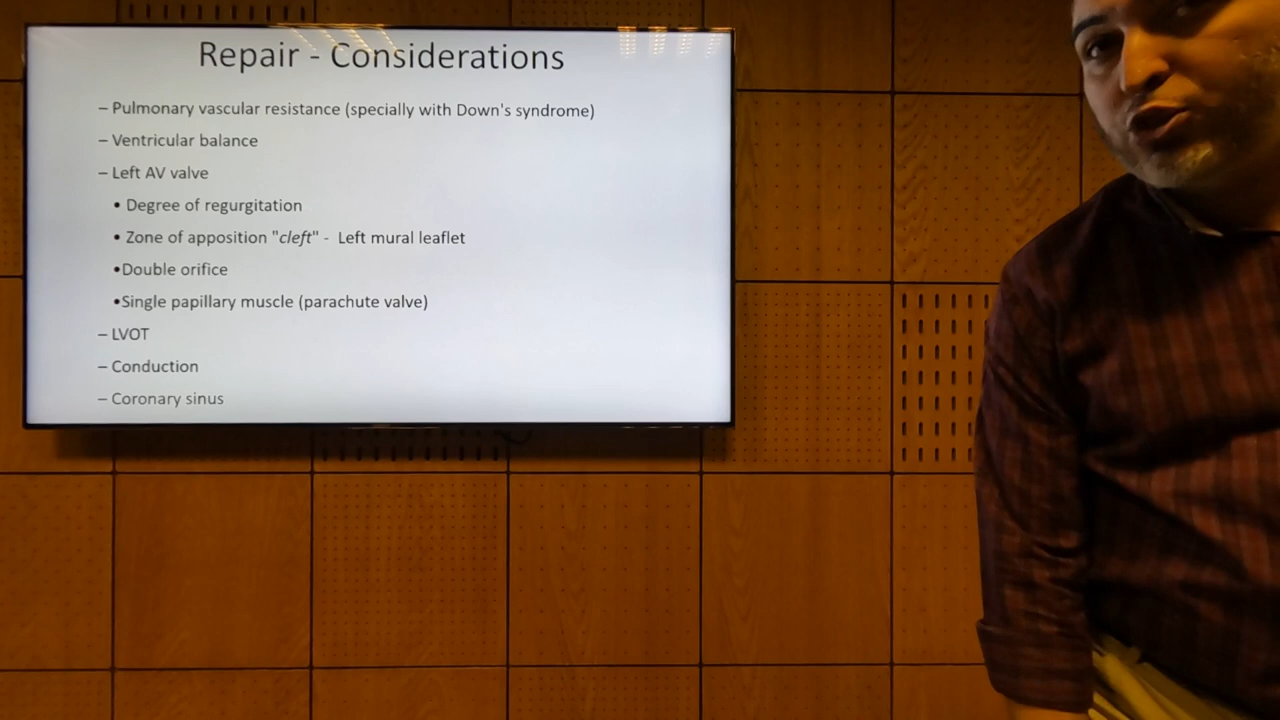 Repair - Considerations
– Pulmonary vascular resistance (specially with Down's syndrome)
– Ventricular balance
– Left AV valve
• Degree of regurgitation
• Zone of apposition "cleft" - Left mural leaflet
•Double orifice
•Single papillary muscle (parachute valve)
– LVOT
– Conduction
– Coronary sinus